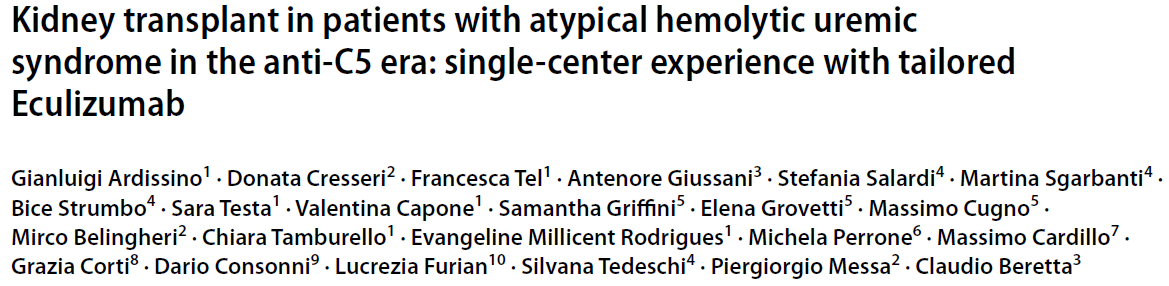 Kidney transplant in patients with atypical hemolytic uremic
syndrome in the anti-C5 era: single-center experience with tailored
Eculizumab
Gianluigi Ardissino1 · Donata Cresseri2 · Francesca Tel1 · Antenore Giussani3 · Stefania Salardi4 · Martina Sgarbanti4 ·
Bice Strumbo4 · Sara Testa1 · Valentina Capone1 · Samantha Griffini5 · Elena Grovetti5 · Massimo Cugno5 ·
Mirco Belingheri2 · Chiara Tamburello1 · Evangeline Millicent Rodrigues1 · Michela Perrone6 · Massimo Cardillo7 ·
Grazia Corti8 · Dario Consonni9 · Lucrezia Furian10 · Silvana Tedeschi4 · Piergiorgio Messa2 · Claudio Beretta3